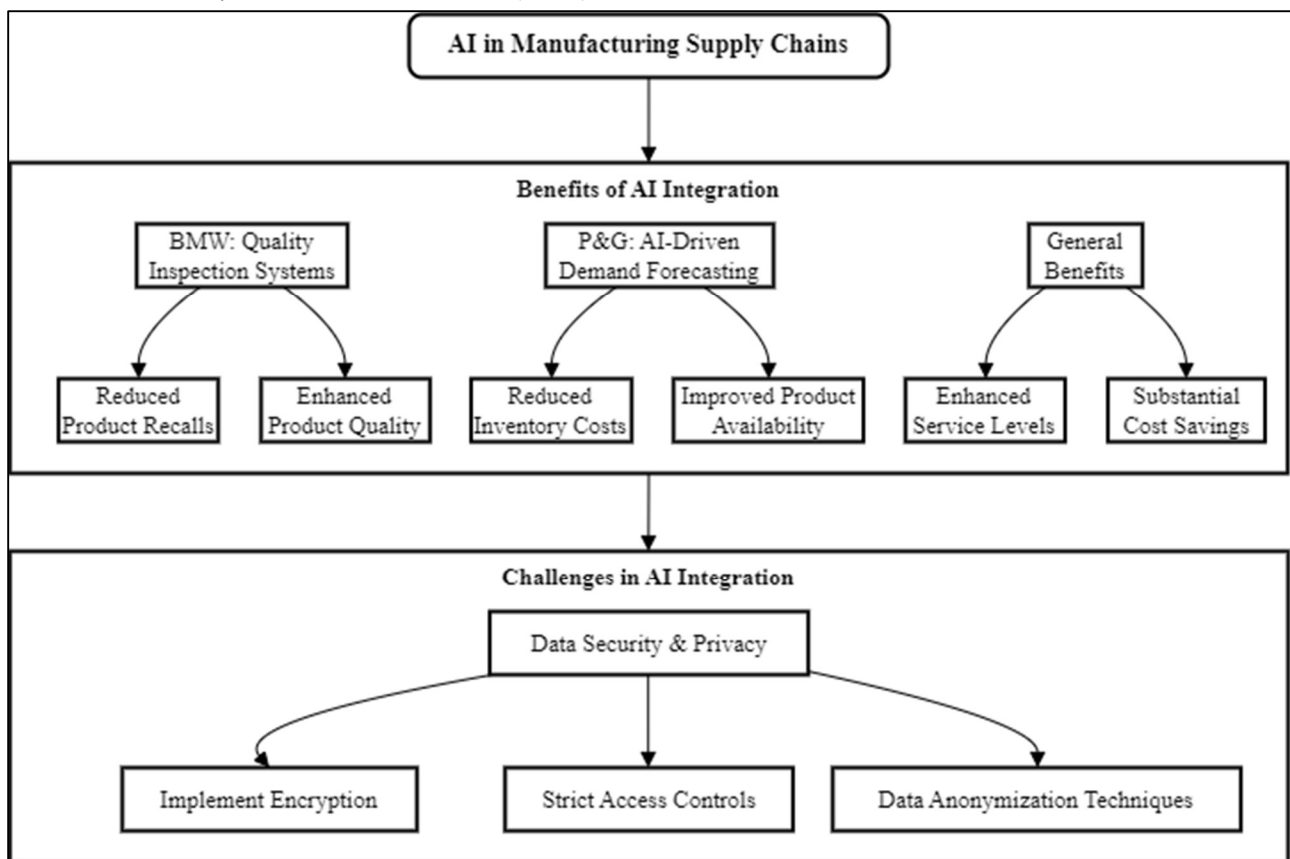 AI in Manufacturing Supply Chains
Benefits of AI Integration
BMW: Quality
Inspection Systems
P&G: AI-Driven
Demand Forecasting
General
Benefits
Reduced
Product Recalls
Enhanced
Product Quality
Reduced
Inventory Costs
Improved Product
Availability
Enhanced
Service Levels
Substantial
Cost Savings
Challenges in AI Integration
Data Security & Privacy
Implement Encryption
Strict Access Controls
Data Anonymization Techniques